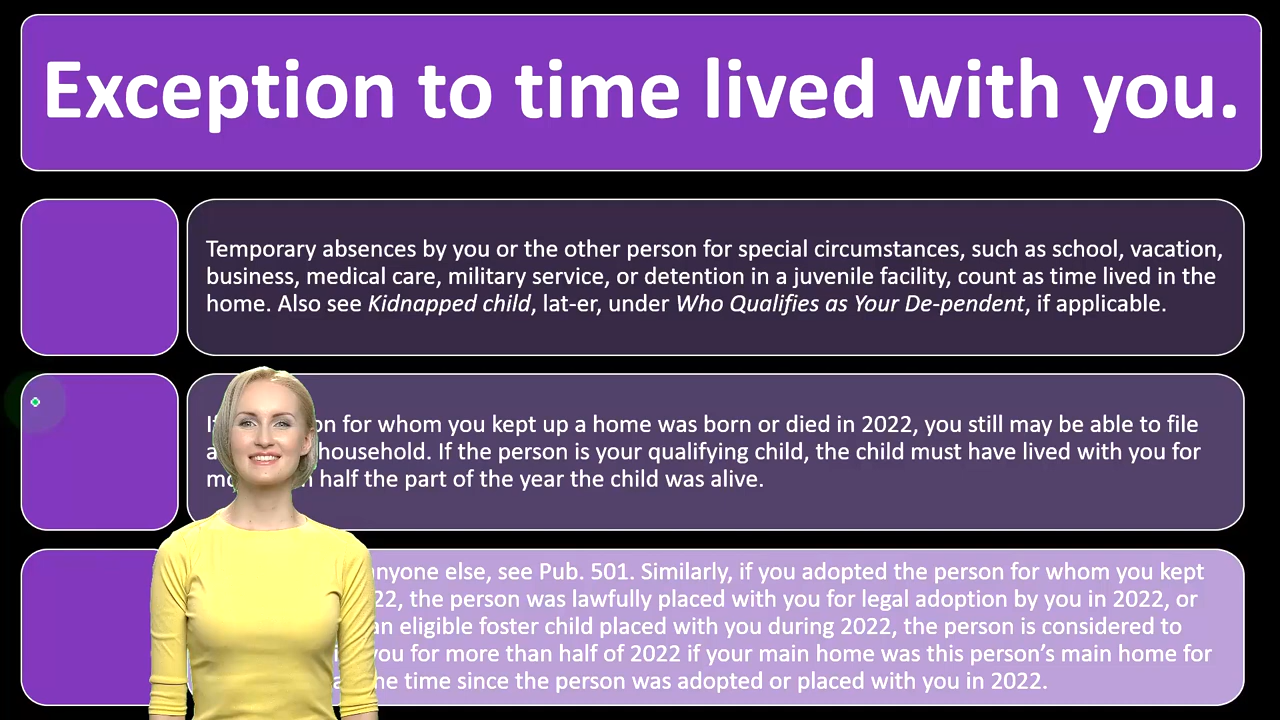 Exception to time lived with you.
Temporary absences by you or the other person for special circumstances, such as school, vacation,
business, medical care, military service, or detention in a juvenile facility, count as time lived in the
home. Also see Kidnapped child, lat-er, under Who Qualifies as Your De-pendent, if applicable.
for whom you kept up a home was born or died in 2022, you still may be able to file
household. If the person is your qualifying child, the child must have lived with you for
half the part of the year the child was alive.
anyone else, see Pub. 501. Similarly, if you adopted the person for whom you kept
the person was lawfully placed with you for legal adoption by you in 2022, or
eligible foster child placed with you during 2022, the person is considered to
you for more than half of 2022 if your main home was this person’s main home for
time since the person was adopted or placed with you in 2022.